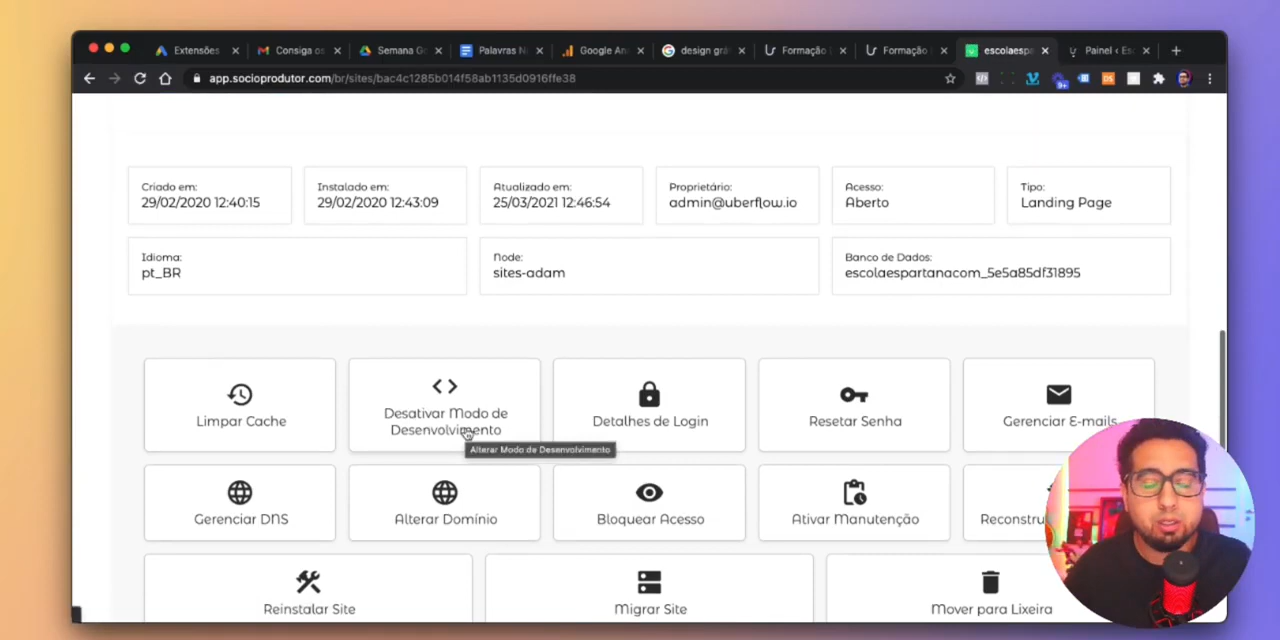 Extensões
Consiga os
Semana G
Palavras N
Google An
design grá
Formação
Formação
escolaespa
Painel ‹ Es
app.socioprodutor.com/br/sites/bac4c1285b014f58ab1135d0916ffe38
9+
DS
Criado em:
29/02/2020 12:40:15
Instalado em:
29/02/2020 12:43:09
Atualizado em:
25/03/2021 12:46:54
Proprietário:
admin@uberflow.io
Acesso:
Aberto
Tipo:
Landing Page
Idioma:
pt_BR
Node:
sites-adam
Banco de Dados:
escolaespartanacom_5e5a85df31895
Limpar Cache
Desativar Modo de
Desenvolvimento
Detalhes de Login
Resetar Senha
Gerenciar E-mails
Alterar Modo de Desenvolvimento
Gerenciar DNS
Alterar Domínio
Bloquear Acesso
Ativar Manutenção
Reconstru
Reinstalar Site
Migrar Site
Mover para Lixeira